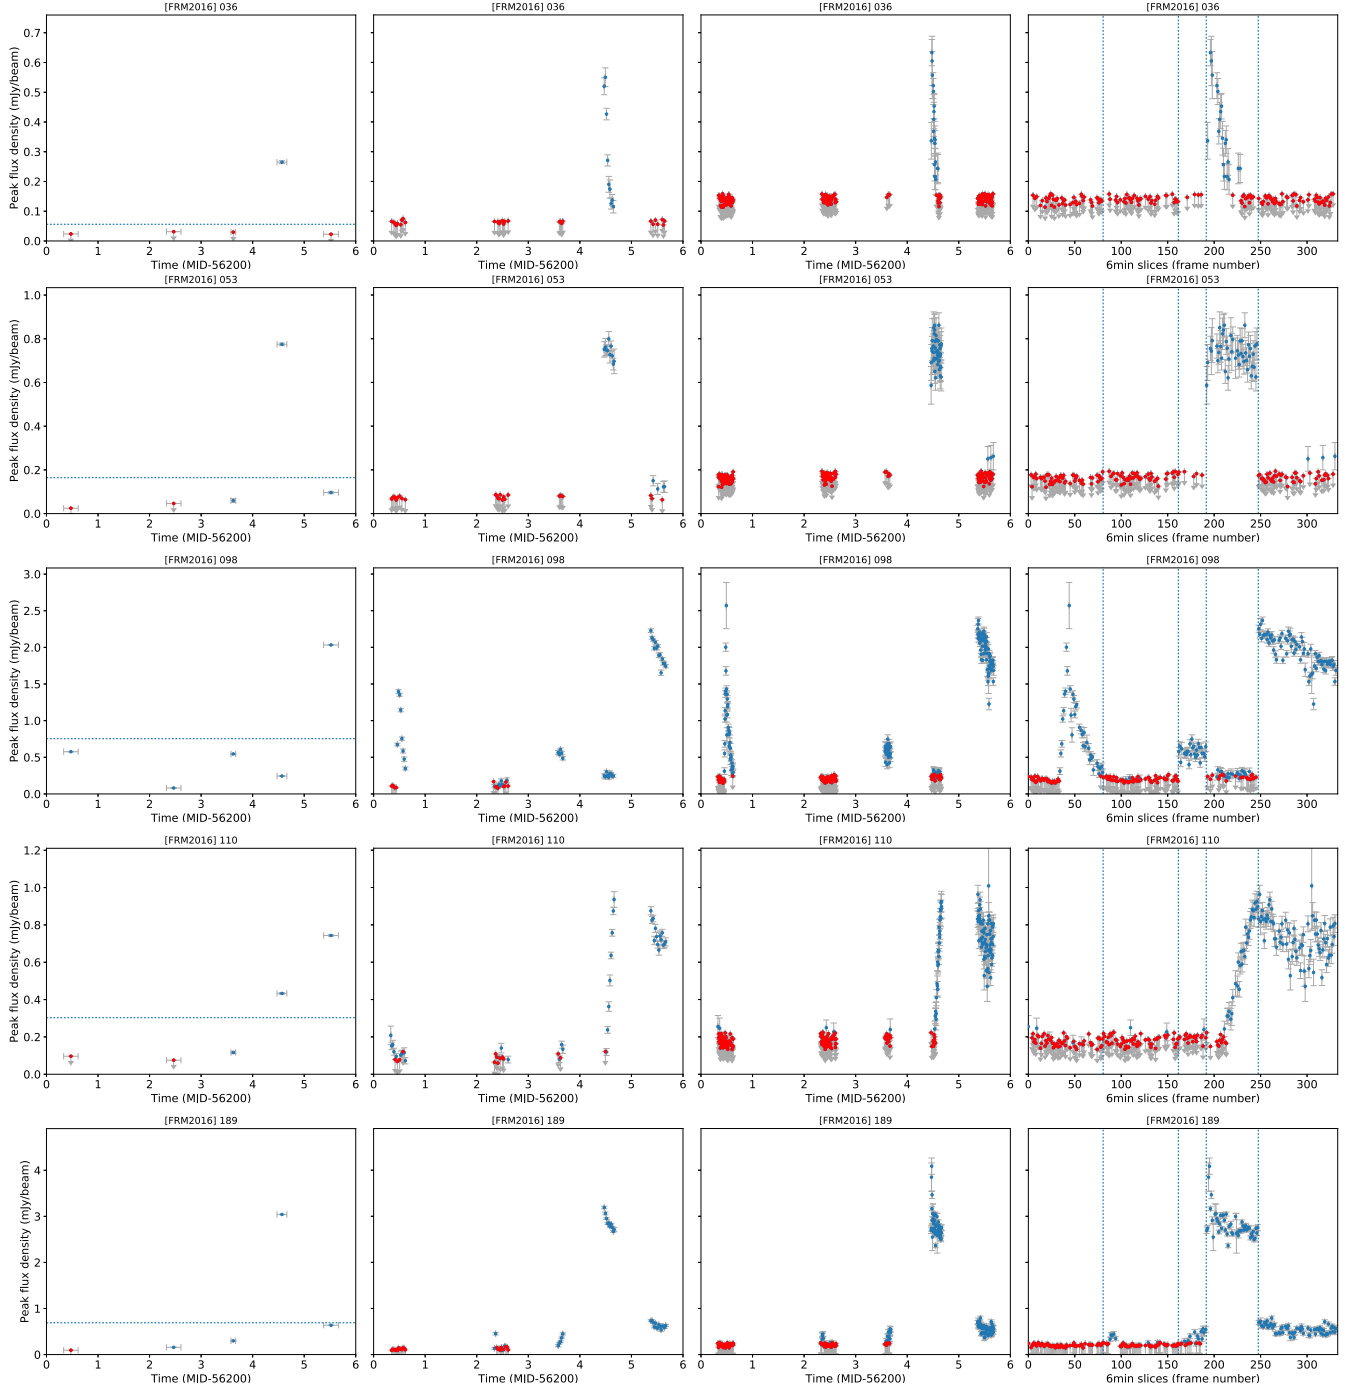 [FRM2016] 036 [FRM2016] 036 [FRM2016] 036 [FRM2016] 036
Peak flux density (mJy/beam)
0.0 0.1 0.2 0.3 0.4 0.5 0.6 0.7
0 1 2 3 4 5 6 0 1 2 3 4 5 6 0 1 2 3 4 5 6 0 50 100 150 200 250 300
Time (MJD-56200) Time (MJD-56200) Time (MJD-56200) 6min slices (frame number)
[FRM2016] 053 [FRM2016] 053 [FRM2016] 053 [FRM2016] 053
Peak flux density (mJy/beam)
0.0 0.2 0.4 0.6 0.8 1.0
0 1 2 3 4 5 6 0 1 2 3 4 5 6 0 1 2 3 4 5 6 0 50 100 150 200 250 300
Time (MJD-56200) Time (MJD-56200) Time (MJD-56200) 6min slices (frame number)
[FRM2016] 098 [FRM2016] 098 [FRM2016] 098 [FRM2016] 098
Peak flux density (mJy/beam)
0.0 0.5 1.0 1.5 2.0 2.5 3.0
0 1 2 3 4 5 6 0 1 2 3 4 5 6 0 1 2 3 4 5 6 0 50 100 150 200 250 300
Time (MJD-56200) Time (MJD-56200) Time (MJD-56200) 6min slices (frame number)
[FRM2016] 110 [FRM2016] 110 [FRM2016] 110 [FRM2016] 110
Peak flux density (mJy/beam)
0.0 0.2 0.4 0.6 0.8 1.0 1.2
0 1 2 3 4 5 6 0 1 2 3 4 5 6 0 1 2 3 4 5 6 0 50 100 150 200 250 300
Time (MJD-56200) Time (MJD-56200) Time (MJD-56200) 6min slices (frame number)
[FRM2016] 189 [FRM2016] 189 [FRM2016] 189 [FRM2016] 189
Peak flux density (mJy/beam)
0 1 2 3 4
0 1 2 3 4 5 6 0 1 2 3 4 5 6 0 1 2 3 4 5 6 0 50 100 150 200 250 300
Time (MJD-56200) Time (MJD-56200) Time (MJD-56200) 6min slices (frame number)